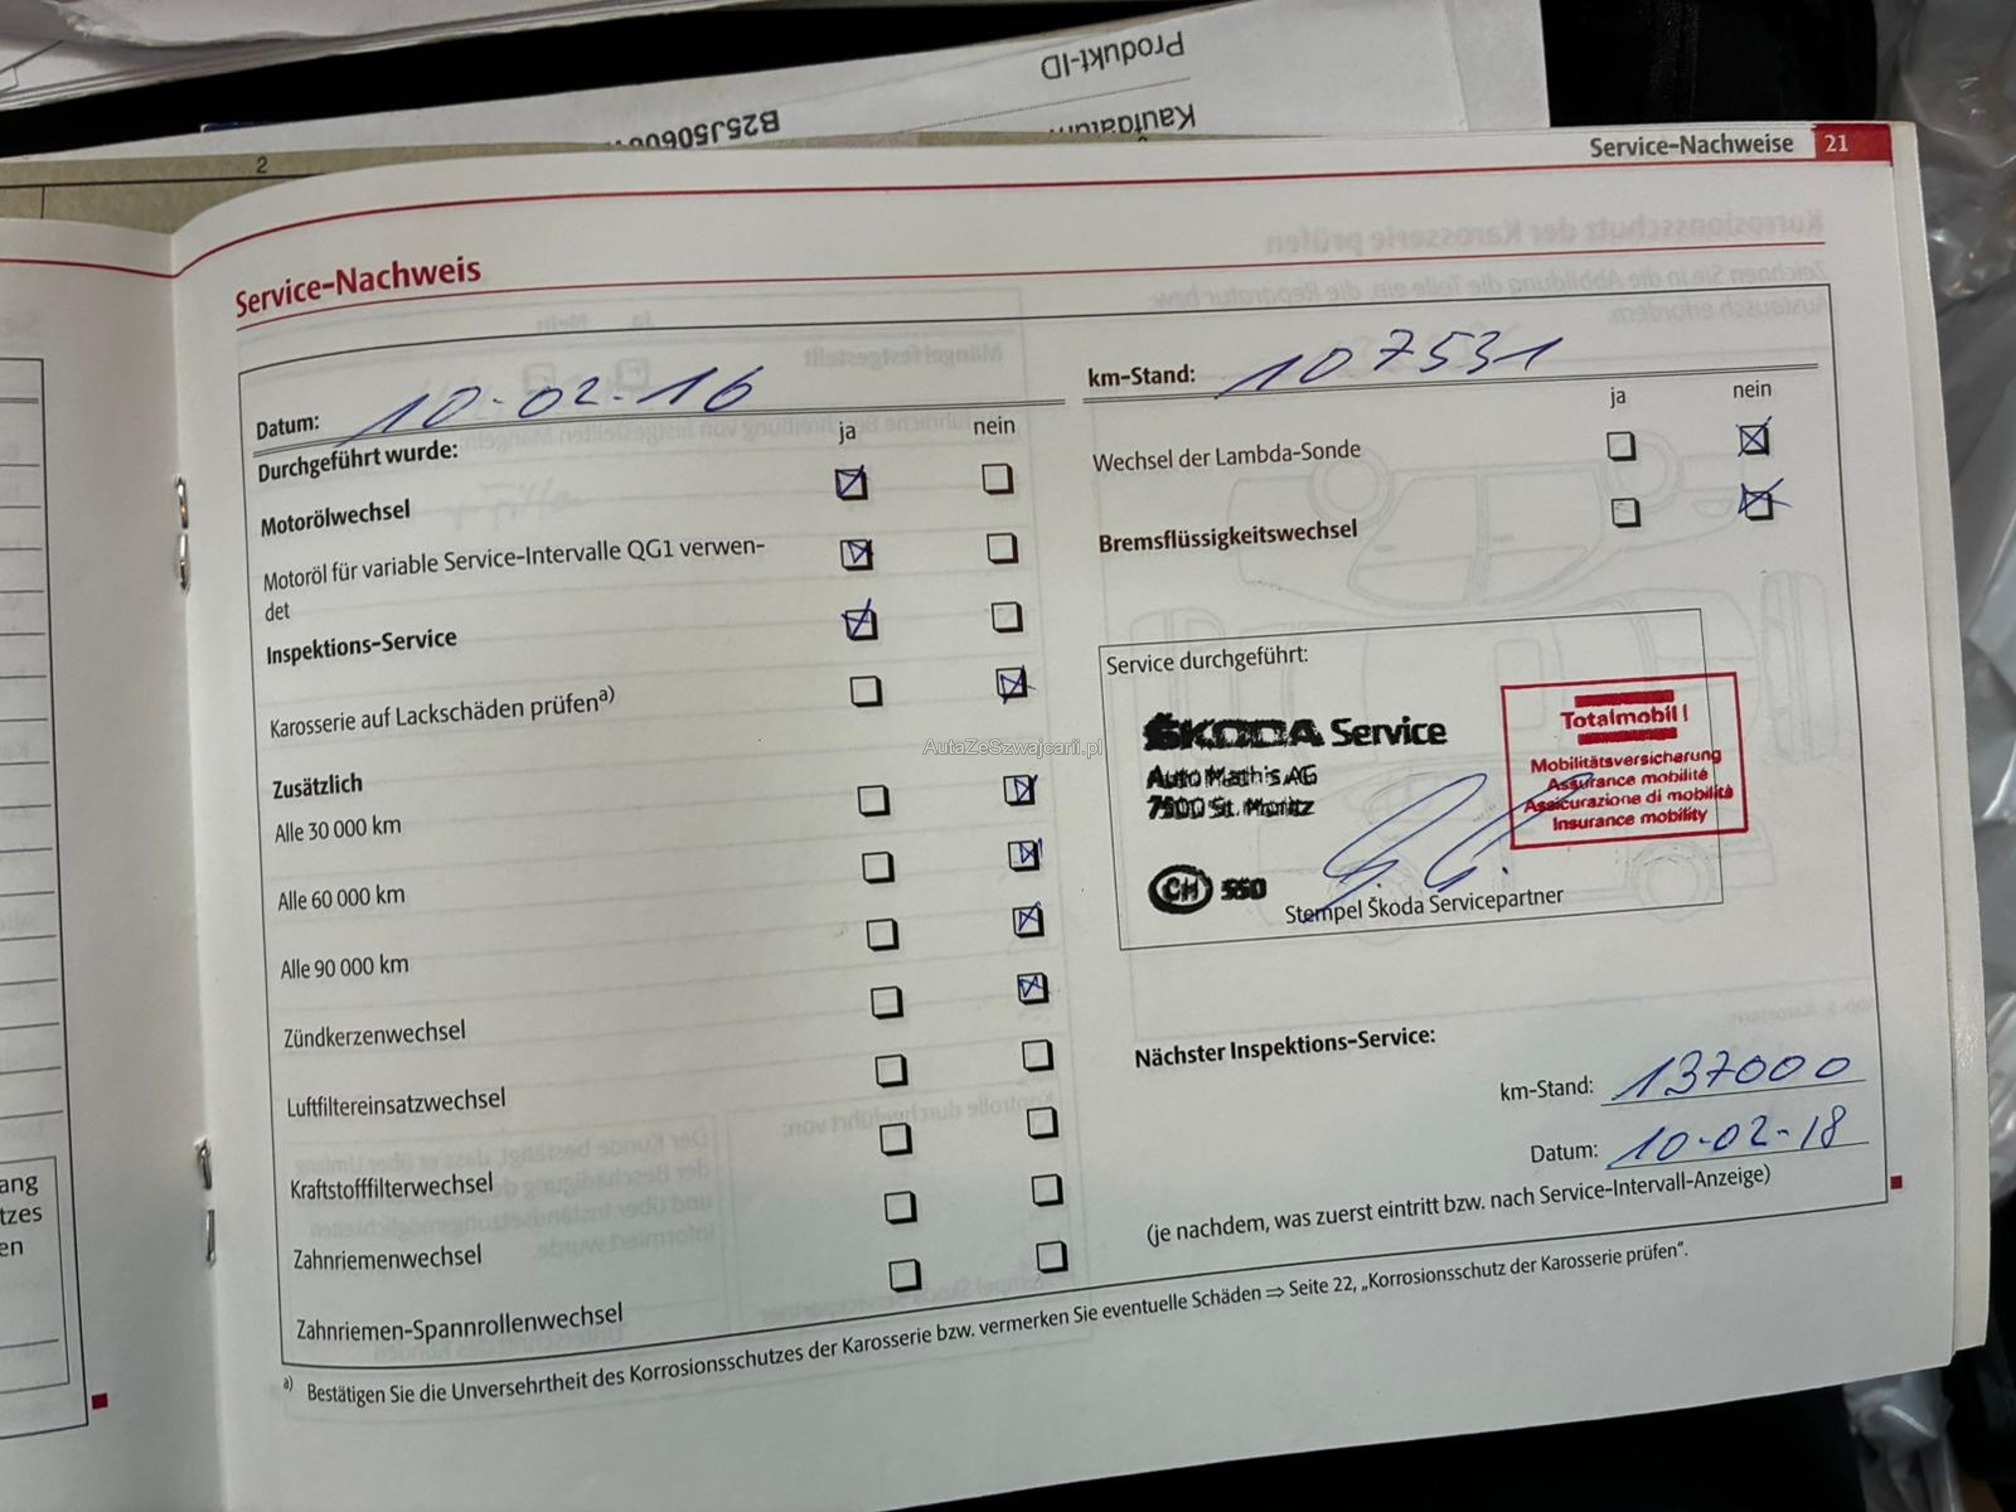 Produkt-ID
Kaufdatum
B25J50600
2
Service-Nachweise 21
Service-Nachweis
Datum: 10-02-16
Durchgeführt wurde: ja nein
Motorölwechsel
Motoröl für variable Service-Intervalle QG1 verwen-
det
Inspektions-Service
Karosserie auf Lackschäden prüfen a)
Zusätzlich
Alle 30 000 km
Alle 60 000 km
Alle 90 000 km
Zündkerzenwechsel
Luftfiltereinsatzwechsel
Kraftstofffilterwechsel
Zahnriemenwechsel
Zahnriemen-Spannrollenwechsel
km-Stand: 107531
ja nein
Wechsel der Lambda-Sonde
Bremsflüssigkeitswechsel
Service durchgeführt:
ŠKODA Service
Auto Mathis AG
7500 St. Moritz
CH 550
Totalmobil!
Mobilitätsversicherung
Assurance mobilité
Assicurazione di mobilità
Insurance mobility
Stempel Škoda Servicepartner
Nächster Inspektions-Service:
km-Stand: 137000
Datum: 10-02-18
(je nachdem, was zuerst eintritt bzw. nach Service-Intervall-Anzeige)
a) Bestätigen Sie die Unversehrtheit des Korrosionsschutzes der Karosserie bzw. vermerken Sie eventuelle Schäden ⇒ Seite 22, „Korrosionsschutz der Karosserie prüfen“.
ang
tzes
en
AutaZeSzwajcarii.pl